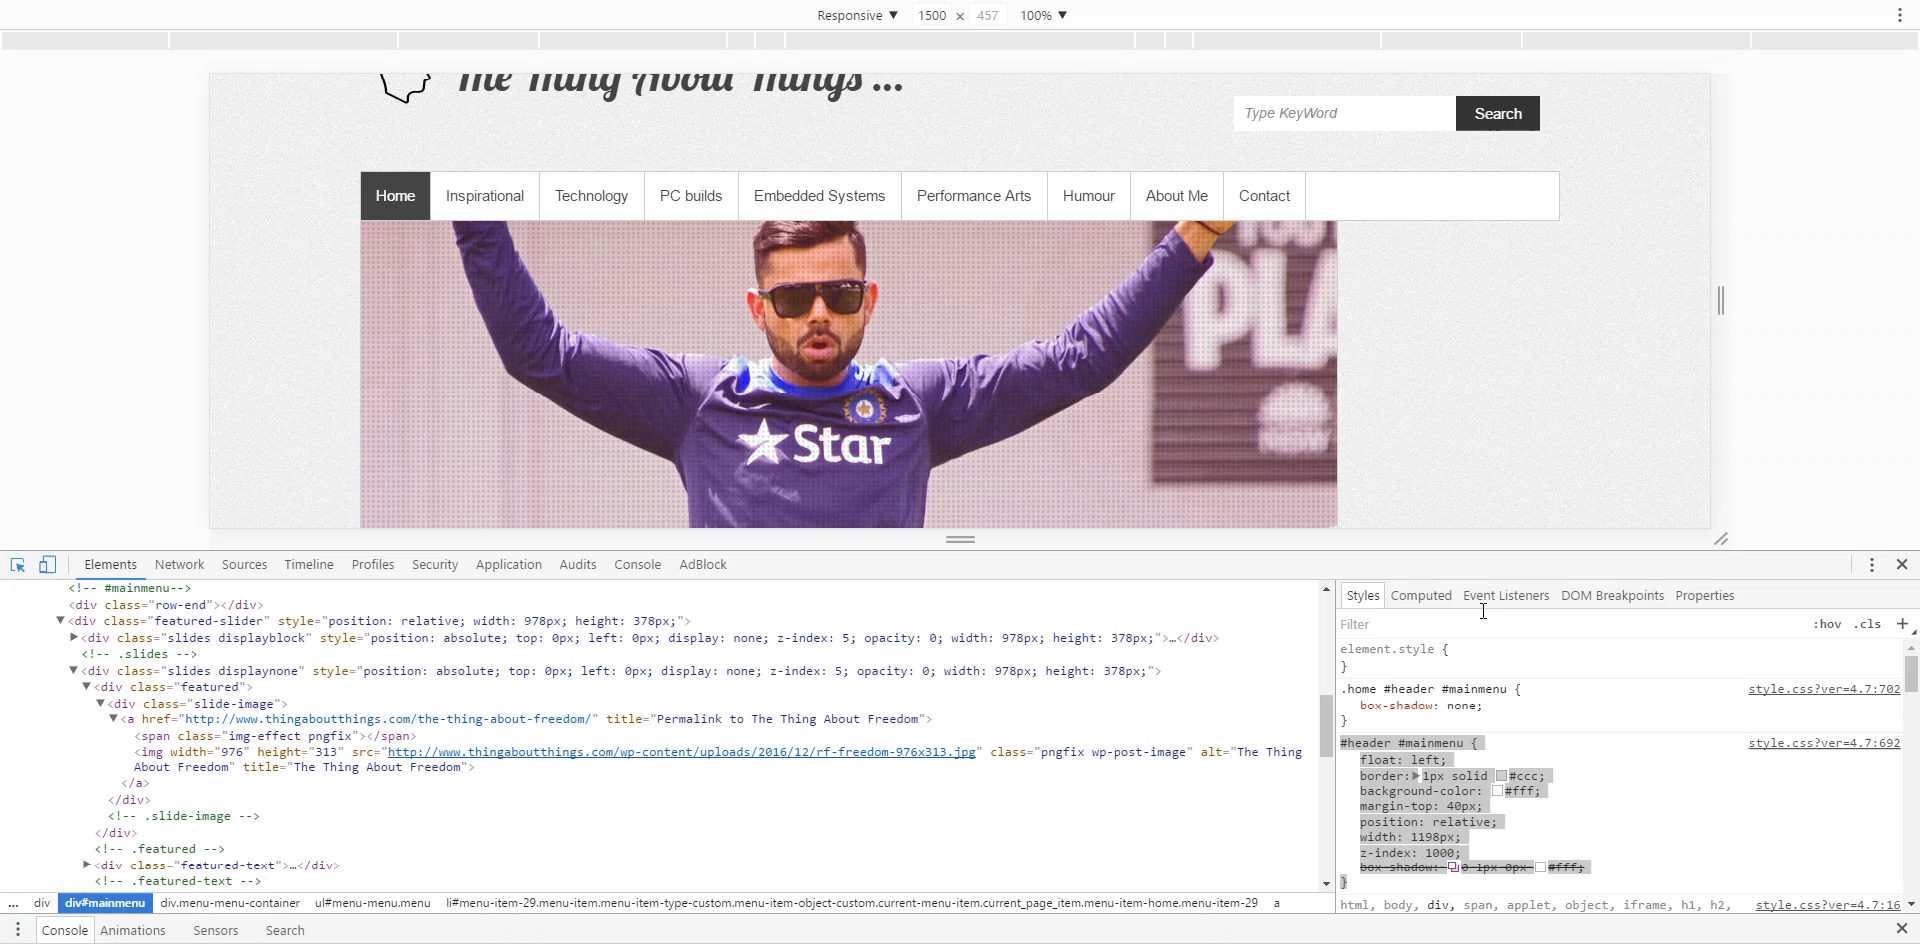 Responsive ▼ 1500 × 457 100% ▼
The Thing About Things ...
Type KeyWord Search
Home Inspirational Technology PC builds Embedded Systems Performance Arts Humour About Me Contact
PLA
Star
NSW
Elements Network Sources Timeline Profiles Security Application Audits Console AdBlock
<!-- #mainmenu-->
<div class="row-end"></div>
▼<div class="featured-slider" style="position: relative; width: 978px; height: 378px;">
▶<div class="slides displayblock" style="position: absolute; top: 0px; left: 0px; display: none; z-index: 5; opacity: 0; width: 978px; height: 378px;">…</div>
<!-- .slides -->
▼<div class="slides displaynone" style="position: absolute; top: 0px; left: 0px; display: none; z-index: 5; opacity: 0; width: 978px; height: 378px;">
▼<div class="featured">
▼<div class="slide-image">
▼<a href="http://www.thingaboutthings.com/the-thing-about-freedom/" title="Permalink to The Thing About Freedom">
<span class="img-effect pngfix"></span>
<img width="976" height="313" src="http://www.thingaboutthings.com/wp-content/uploads/2016/12/rf-freedom-976x313.jpg" class="pngfix wp-post-image" alt="The Thing
About Freedom" title="The Thing About Freedom">
</a>
</div>
<!-- .slide-image -->
</div>
<!-- .featured -->
▶<div class="featured-text">…</div>
<!-- .featured-text -->
... div div#mainmenu div.menu-menu-container ul#menu-menu.menu li#menu-item-29.menu-item.menu-item-type-custom.menu-item-object-custom.current-menu-item.current_page_item.menu-item-home.menu-item-29 a
Styles Computed Event Listeners DOM Breakpoints Properties
Filter :hov .cls +
element.style {
}
.home #header #mainmenu { style.css?ver=4.7:702
box-shadow: none;
}
#header #mainmenu { style.css?ver=4.7:692
float: left;
border:▶1px solid #ccc;
background-color: #fff;
margin-top: 40px;
position: relative;
width: 1198px;
z-index: 1000;
box-shadow: 0 1px 0px #fff;
}
html, body, div, span, applet, object, iframe, h1, h2, style.css?ver=4.7:16
Console Animations Sensors Search